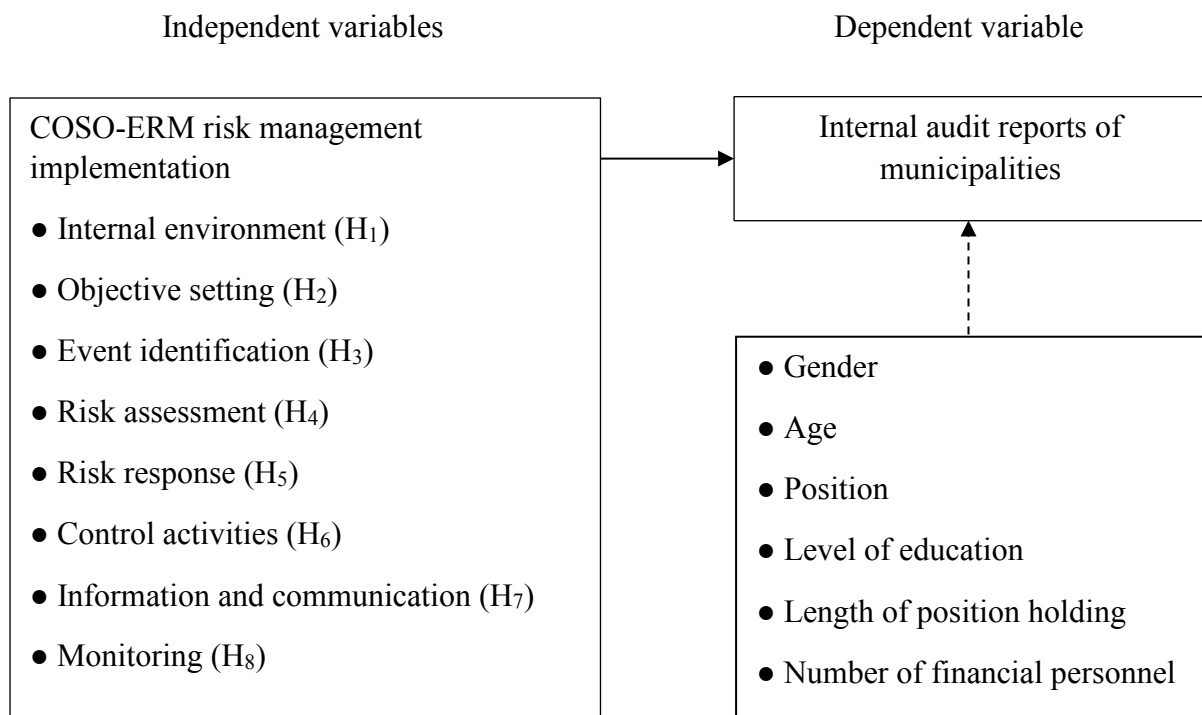 Independent variables
Dependent variable
COSO-ERM risk management
implementation
● Internal environment (H₁)
● Objective setting (H₂)
● Event identification (H₃)
● Risk assessment (H₄)
● Risk response (H₅)
● Control activities (H₆)
● Information and communication (H₇)
● Monitoring (H₈)
Internal audit reports of
municipalities
● Gender
● Age
● Position
● Level of education
● Length of position holding
● Number of financial personnel